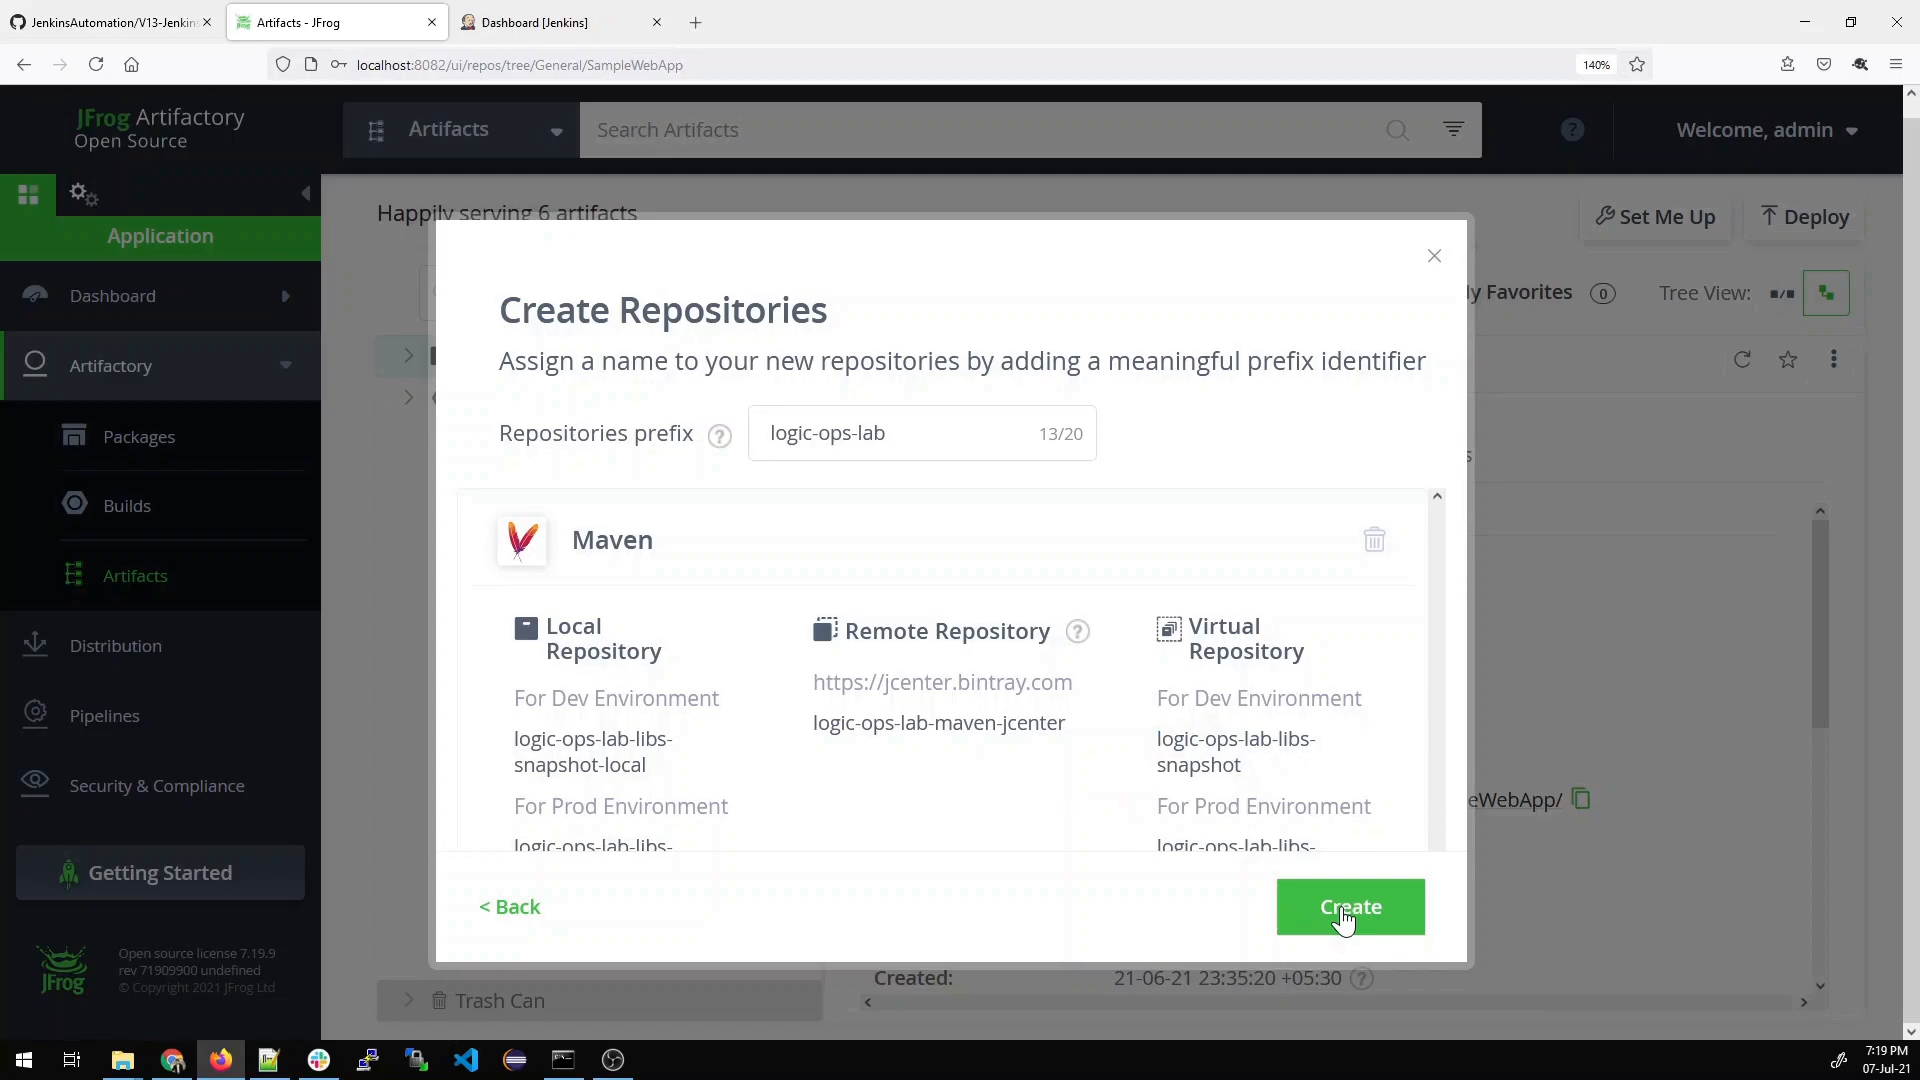 JenkinsAutomation/V13-Jenkins
Artifacts - JFrog
Dashboard [Jenkins]
localhost:8082/ui/repos/tree/General/SampleWebApp
140%
JFrog Artifactory
Open Source
Artifacts
Search Artifacts
?
Welcome, admin
Application
Happily serving 6 artifacts
Set Me Up
Deploy
Dashboard
y Favorites
0
Tree View:
Artifactory
Packages
Builds
Artifacts
Distribution
Pipelines
Security & Compliance
Getting Started
JFrog
Open source license 7.19.9
rev 71909900 undefined
© Copyright 2021 JFrog Ltd
Create Repositories
Assign a name to your new repositories by adding a meaningful prefix identifier
Repositories prefix
?
logic-ops-lab
13/20
Maven
Local
Repository
For Dev Environment
logic-ops-lab-libs-
snapshot-local
For Prod Environment
logic-ops-lab-libs-
Remote Repository
?
https://jcenter.bintray.com
logic-ops-lab-maven-jcenter
Virtual
Repository
For Dev Environment
logic-ops-lab-libs-
snapshot
For Prod Environment
logic-ops-lab-libs-
< Back
Create
s
eWebApp/
Created:
21-06-21 23:35:20 +05:30
?
Trash Can
7:19 PM
07-Jul-21